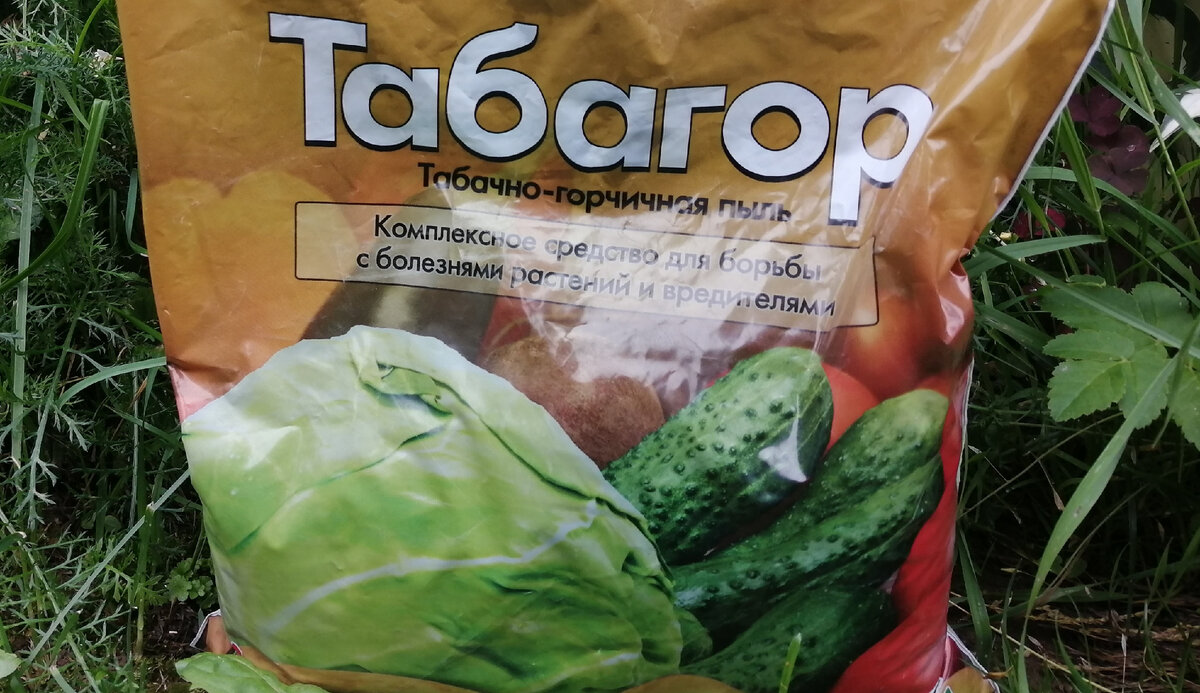 Табагор
Табачно-горчичная пыль
Комплексное средство для борьбы
с болезнями растений и вредителями